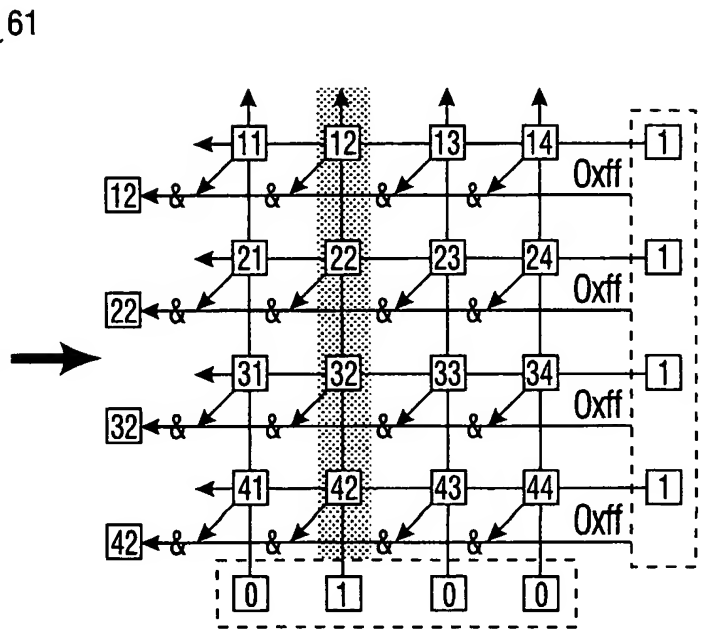 61
11 12 13 14 1
0xff
12 & & & &
21 22 23 24 1
0xff
22 & & & &
31 32 33 34 1
0xff
32 & & & &
41 42 43 44 1
0xff
42 & & & &
0 1 0 0